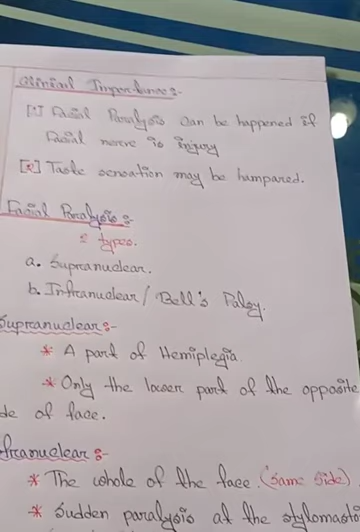 Clinical Importance:-
[1] Facial Paralysis can be happened if
facial nerve is injury
[2] Taste sensation may be hampared.
Facial Paralysis:
2 types.
a. Supranuclear.
b. Infranuclear/ Bell's Palsy.
Supranuclear:-
* A part of Hemiplegia
* Only the lower part of the opposite
de of face.
franuclear:-
* The whole of the face. (Same side).
* Sudden paralysis at the stylomasto